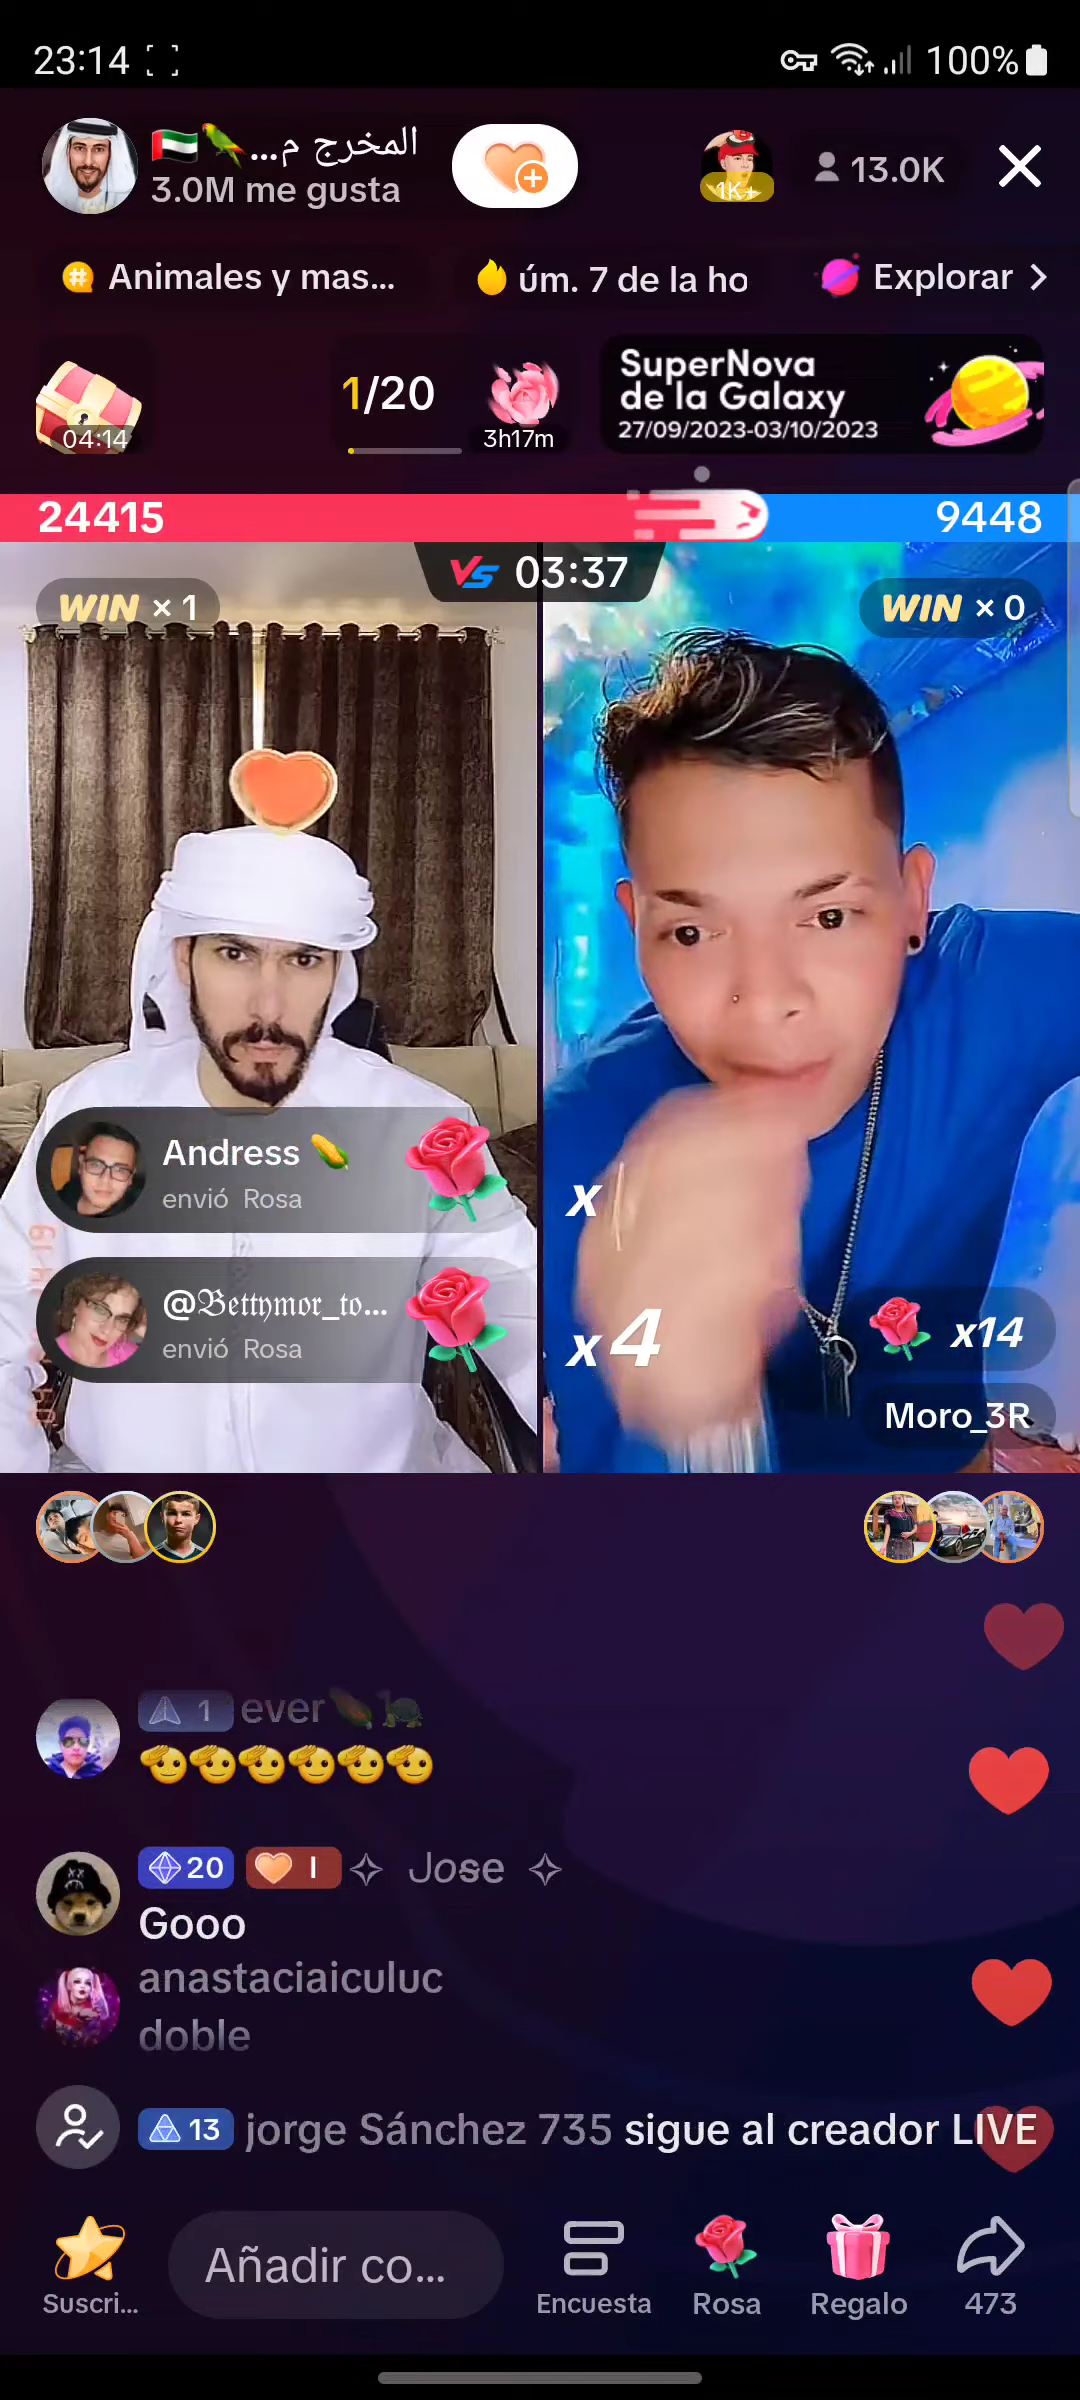 23:14
100%
المخرج م...
3.0M me gusta
1K+
13.0K
Animales y mas...
úm. 7 de la ho
Explorar
04:14
1/20
3h17m
SuperNova
de la Galaxy
27/09/2023-03/10/2023
24415
9448
VS 03:37
WIN × 1
WIN × 0
Andress
envió Rosa
x
@𝔅𝔢𝔱𝔱𝔶𝔪𝔬𝔯_𝔱𝔬...
envió Rosa
x4
x14
Moro_3R
1 ever
20 I ✧ Jose ✧
Gooo
anastaciaiculuc
doble
13 jorge Sánchez 735 sigue al creador LIVE
Suscri...
Añadir co...
Encuesta
Rosa
Regalo
473